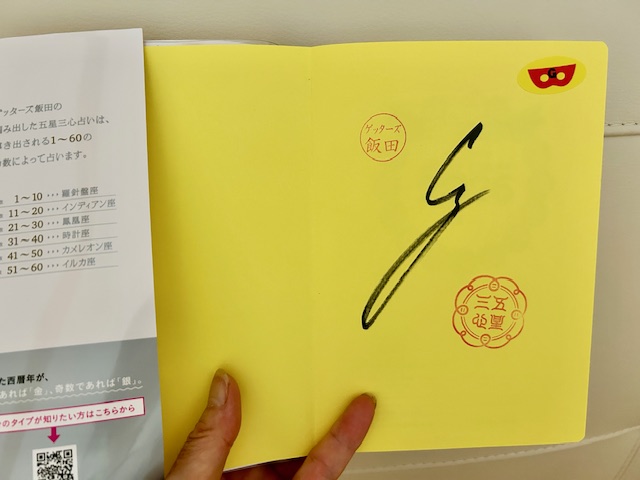 ゲッターズ飯田の
み出した五星三心占いは、
き出される1〜60の
数によって占います。
1〜10…羅針盤座
11〜20…インディアン座
21〜30…鳳凰座
31〜40…時計座
41〜50…カメレオン座
51〜60…イルカ座
た西暦年が、
あれば「金」、奇数であれば「銀」。
のタイプが知りたい方はこちらから
G
ゲッターズ
飯田
五星
三心